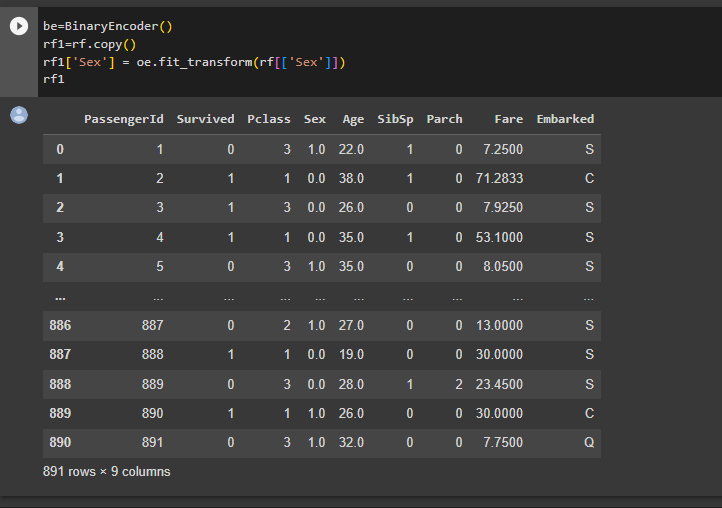 be=BinaryEncoder()
rf1=rf.copy()
rf1['Sex'] = oe.fit_transform(rf[['Sex']])
rf1
PassengerId Survived Pclass Sex Age SibSp Parch Fare Embarked
0 1 0 3 1.0 22.0 1 0 7.2500 S
1 2 1 1 0.0 38.0 1 0 71.2833 C
2 3 1 3 0.0 26.0 0 0 7.9250 S
3 4 1 1 0.0 35.0 1 0 53.1000 S
4 5 0 3 1.0 35.0 0 0 8.0500 S
... ... ... ... ... ... ... ... ... ...
886 887 0 2 1.0 27.0 0 0 13.0000 S
887 888 1 1 0.0 19.0 0 0 30.0000 S
888 889 0 3 0.0 28.0 1 2 23.4500 S
889 890 1 1 1.0 26.0 0 0 30.0000 C
890 891 0 3 1.0 32.0 0 0 7.7500 Q
891 rows × 9 columns